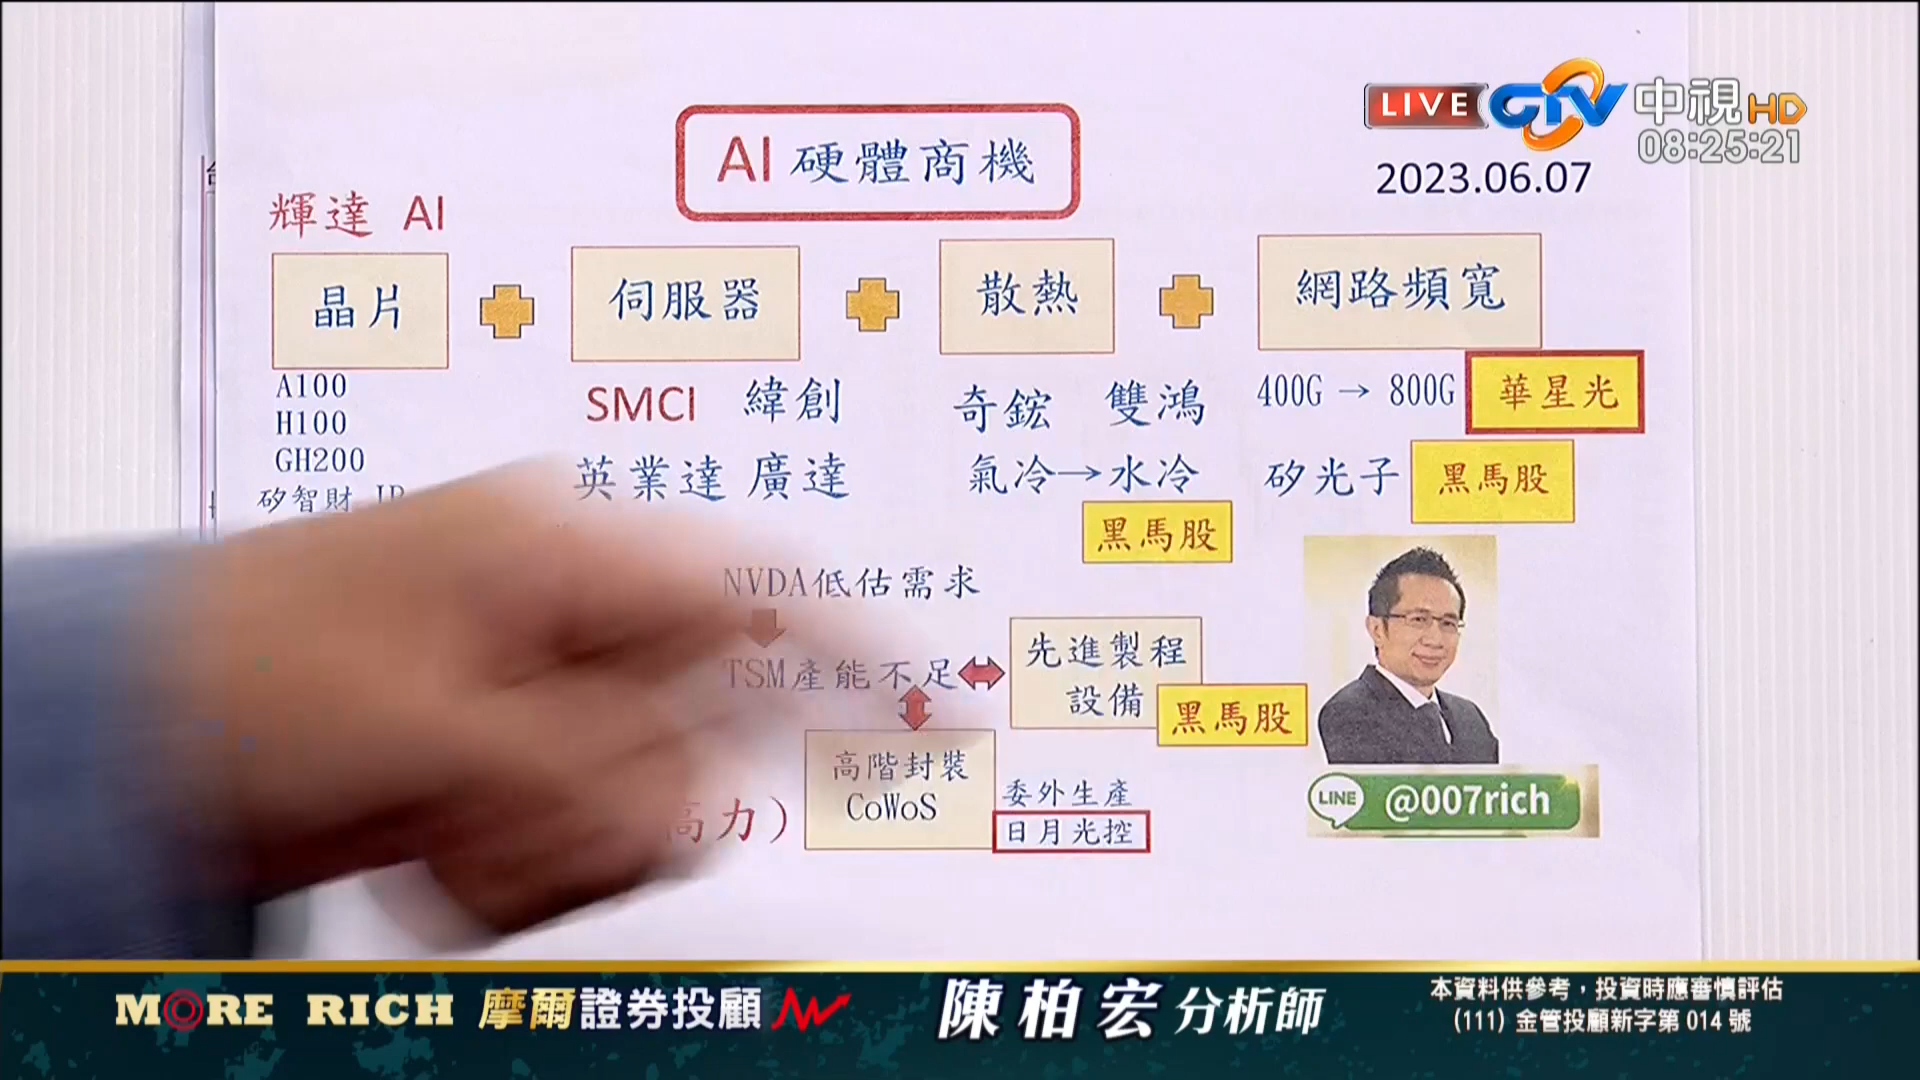 LIVE CTV 中視 HD
08:25:21
AI 硬體商機
2023.06.07
輝達 AI
晶片
伺服器
散熱
網路頻寬
A100
H100
GH200
矽智財
SMCI 緯創
英業達 廣達
奇鋐 雙鴻
氣冷→水冷
黑馬股
400G → 800G 華星光
矽光子 黑馬股
NVDA低估需求
TSM產能不足
先進製程
設備
黑馬股
高階封裝
CoWoS
委外生產
日月光控
高力)
LINE @007rich
MORE RICH 摩爾證券投顧
陳柏宏 分析師
本資料供參考,投資時應審慎評估
(111) 金管投顧新字第 014 號